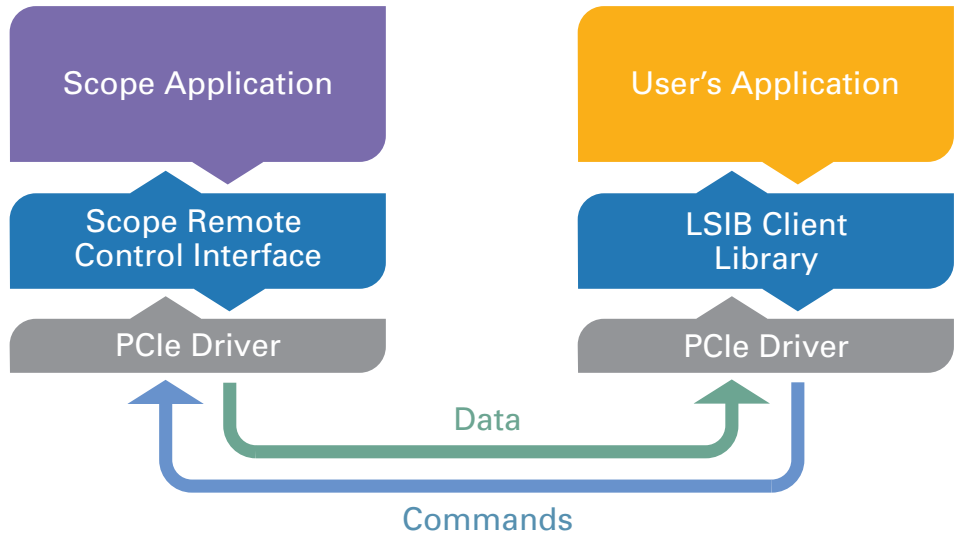 Scope Application
User's Application
Scope Remote
Control Interface
LSIB Client
Library
PCIe Driver
PCIe Driver
Data
Commands